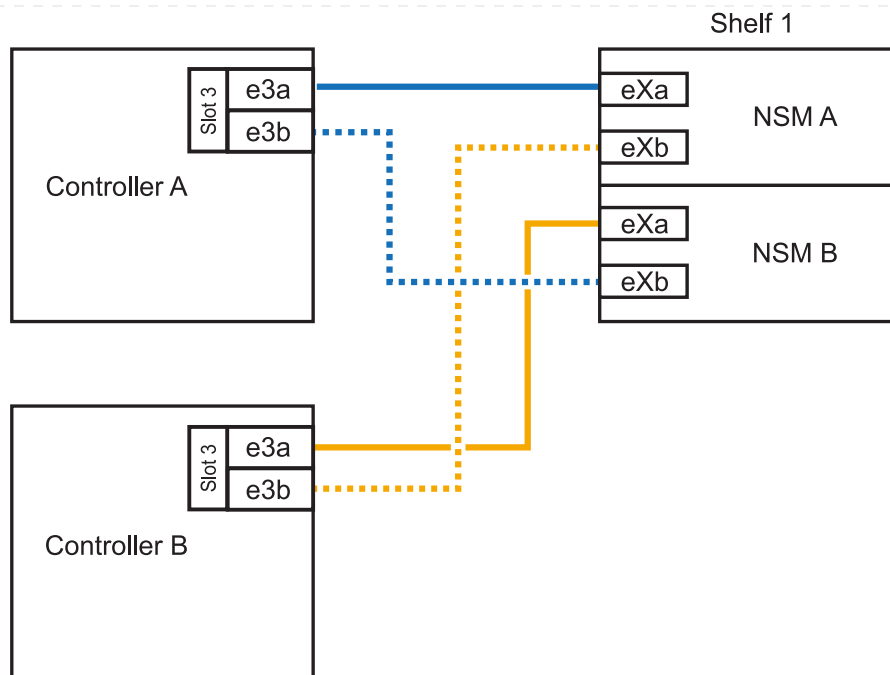 Shelf 1
Slot 3
e3a
e3b
Controller A
eXa
eXb
NSM A
eXa
eXb
NSM B
Slot 3
e3a
e3b
Controller B